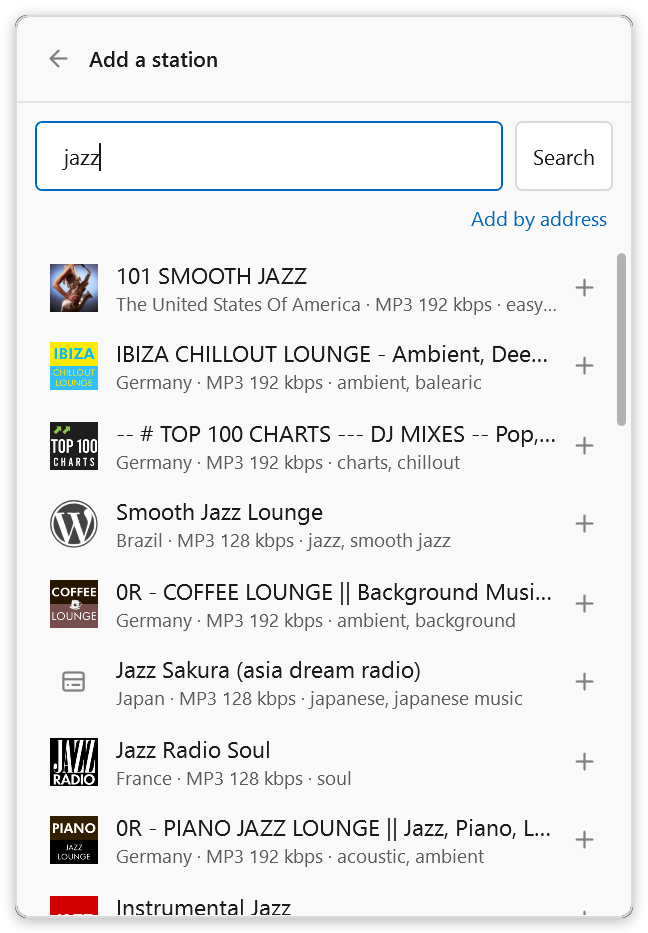 Add a station
jazz
Search
Add by address
101 SMOOTH JAZZ
The United States Of America · MP3 192 kbps · easy...
IBIZA
CHILLOUT
LOUNGE
IBIZA CHILLOUT LOUNGE - Ambient, Dee...
Germany · MP3 192 kbps · ambient, balearic
TOP 100
CHARTS
-- # TOP 100 CHARTS --- DJ MIXES -- Pop,...
Germany · MP3 192 kbps · charts, chillout
W
Smooth Jazz Lounge
Brazil · MP3 128 kbps · jazz, smooth jazz
COFFEE
LOUNGE
0R - COFFEE LOUNGE || Background Musi...
Germany · MP3 192 kbps · ambient, background
Jazz Sakura (asia dream radio)
Japan · MP3 128 kbps · japanese, japanese music
JAZZ
RADIO
Jazz Radio Soul
France · MP3 128 kbps · soul
PIANO
JAZZ
LOUNGE
0R - PIANO JAZZ LOUNGE || Jazz, Piano, L...
Germany · MP3 192 kbps · acoustic, ambient
Instrumental Jazz